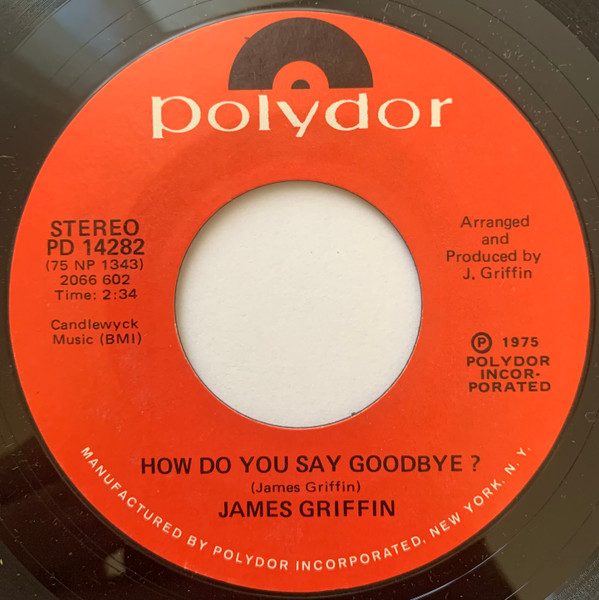 polydor
STEREO
PD 14282
(75 NP 1343)
2066 602
Time: 2:34
Candlewyck
Music (BMI)
Arranged
and
Produced by
J. Griffin
℗ 1975
POLYDOR
INCOR-
PORATED
HOW DO YOU SAY GOODBYE ?
(James Griffin)
JAMES GRIFFIN
MANUFACTURED BY POLYDOR INCORPORATED, NEW YORK, N. Y.